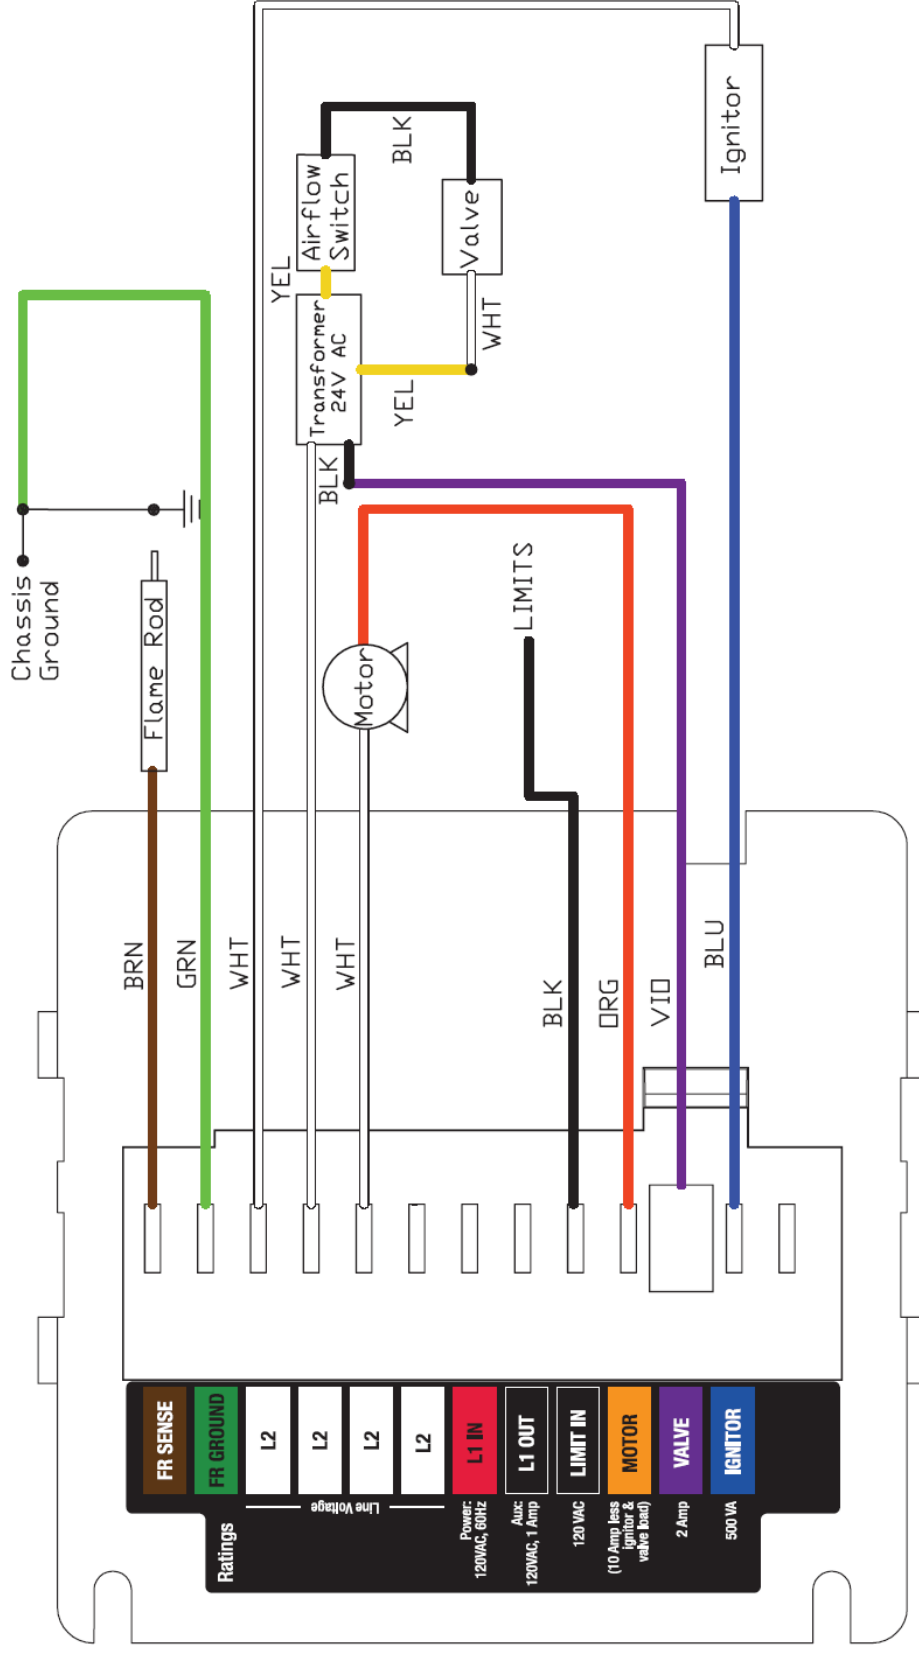 Chassis
Ground
Flame Rod
Airflow
Switch
YEL
Transformer
24V AC
BLK
BLK
Valve
WHT
YEL
Motor
LIMITS
Ignitor
BRN
GRN
WHT
WHT
WHT
BLK
ORG
VIO
BLU
FR SENSE
FR GROUND
L2
L2
L2
L2
L1 IN
L1 OUT
LIMIT IN
MOTOR
VALVE
IGNITOR
Ratings
Line Voltage
Power:
120VAC, 60Hz
Aux:
120VAC, 1 Amp
120 VAC
(10 Amp less
ignitor &
valve load)
2 Amp
500 VA